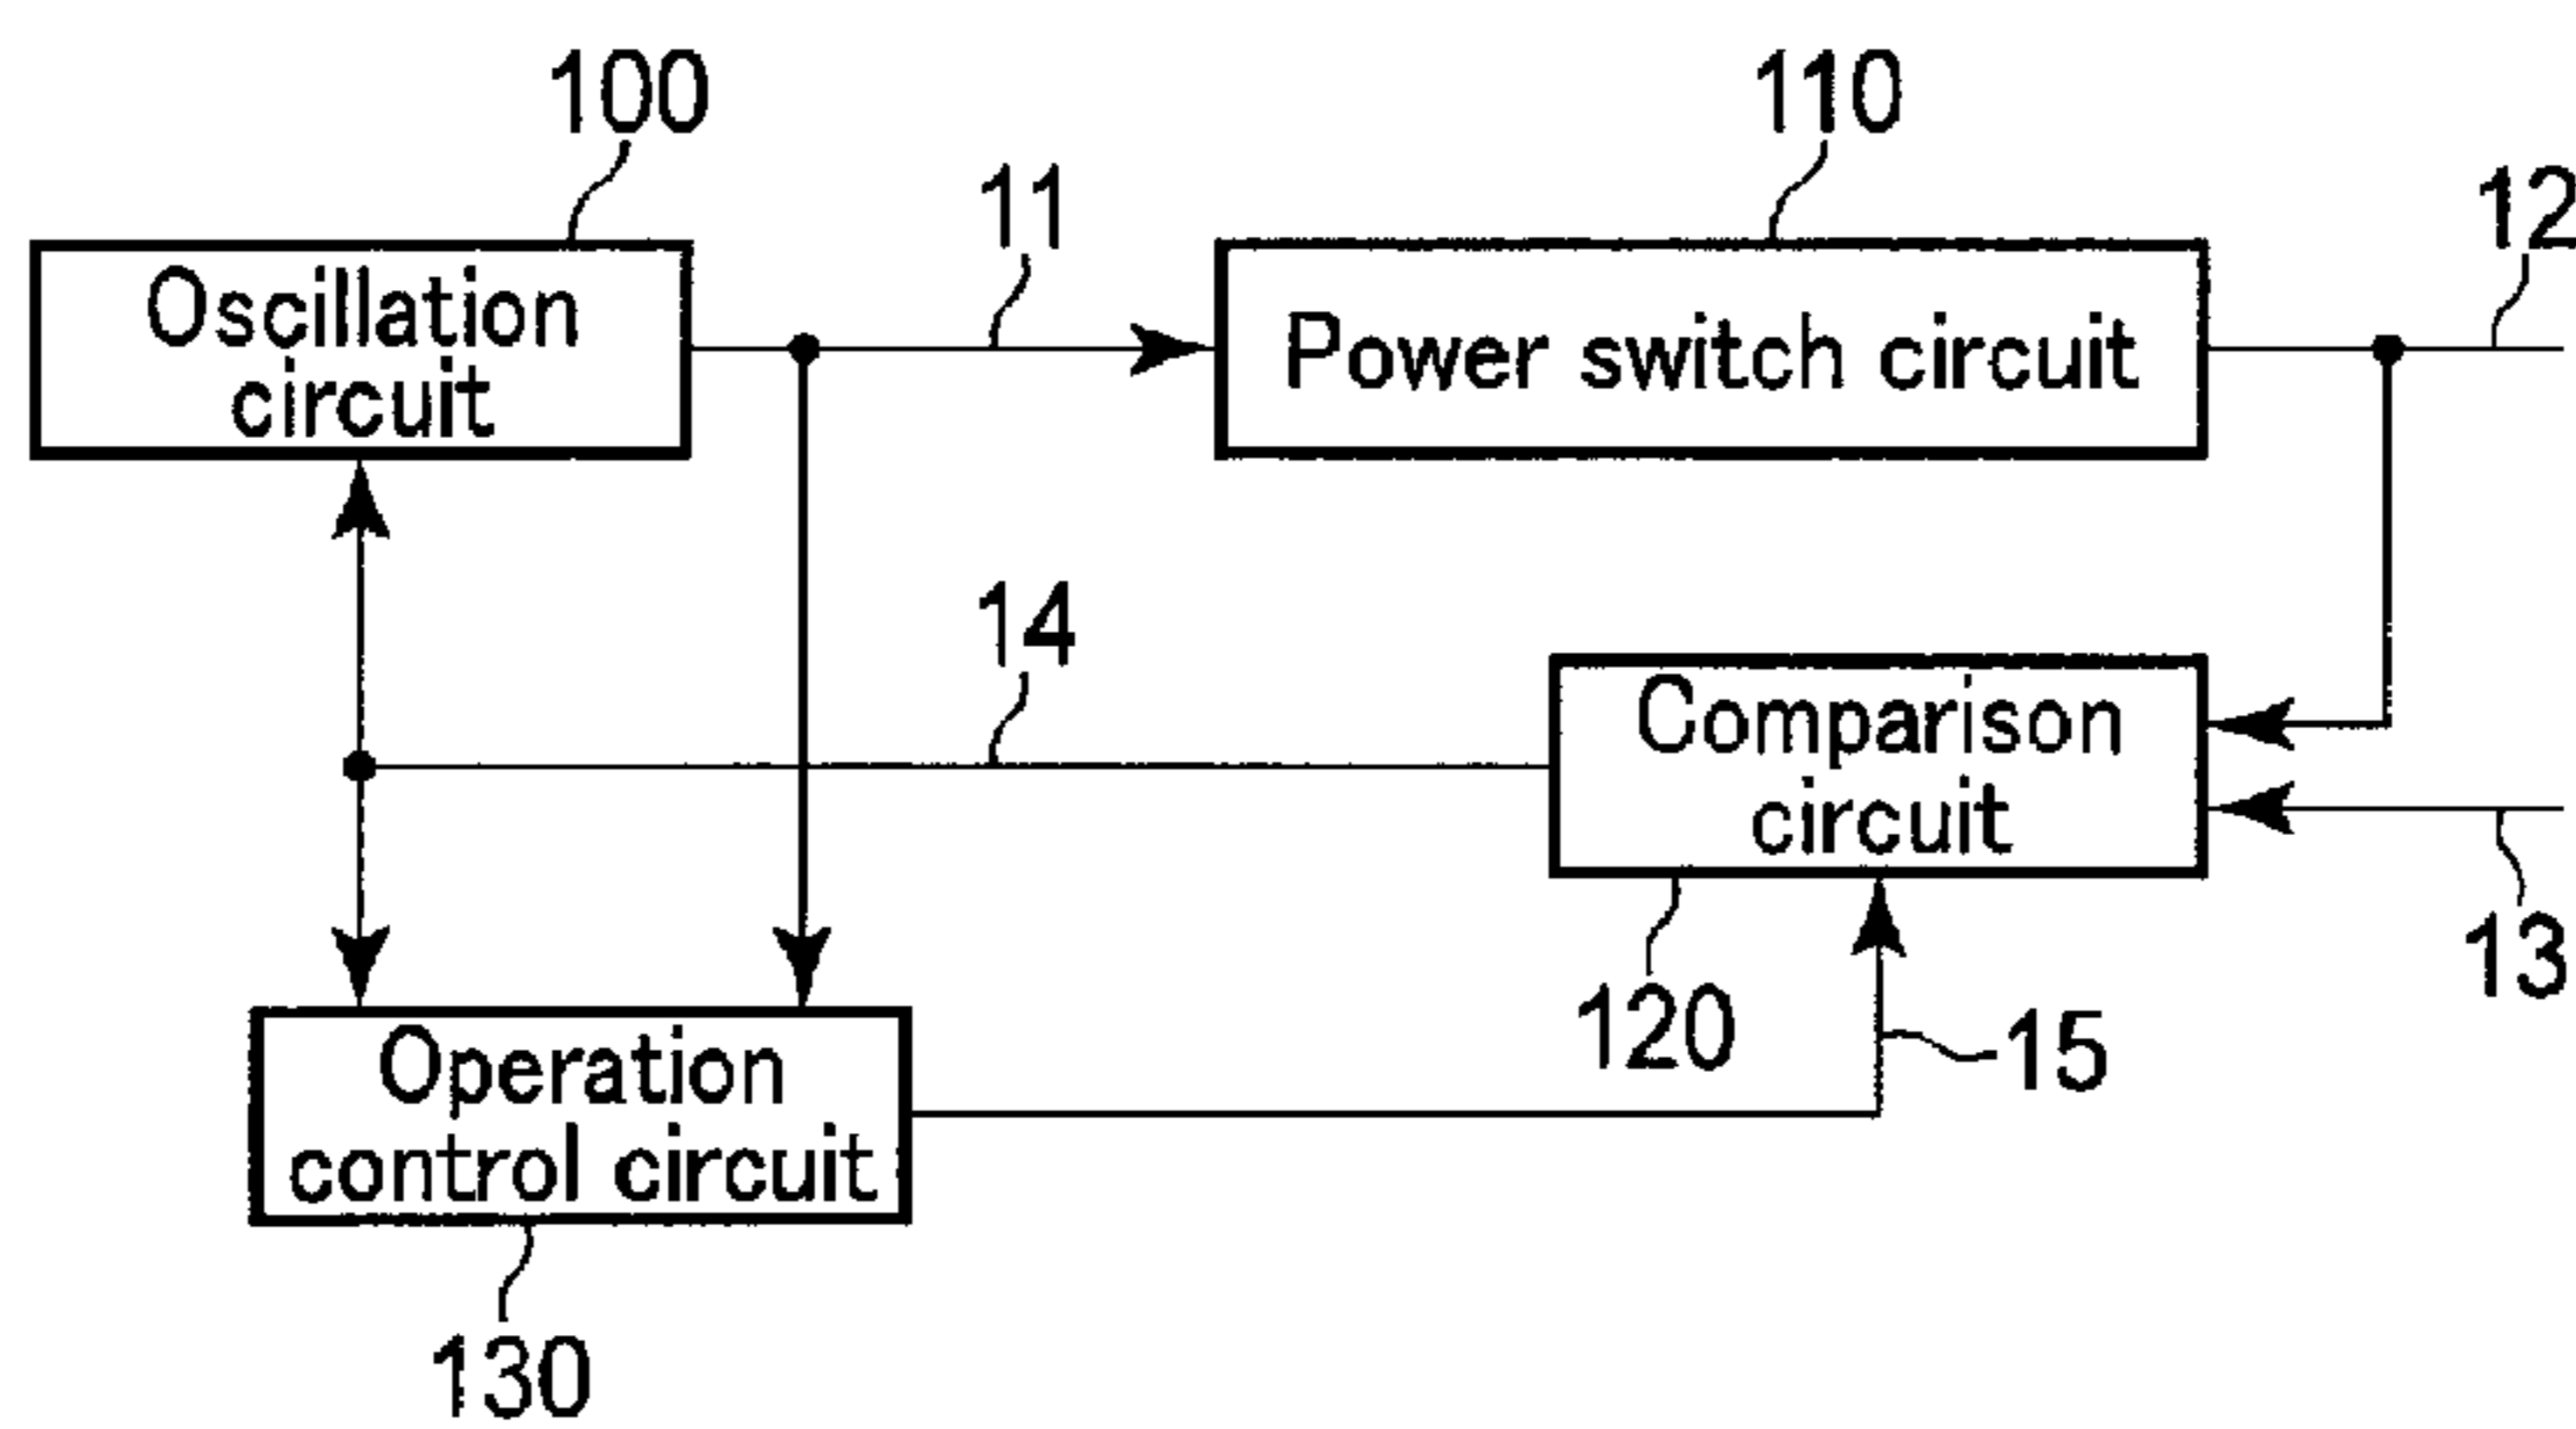 100
110
11
12
Oscillation
circuit
Power switch circuit
14
Comparison
circuit
13
120
15
Operation
control circuit
130